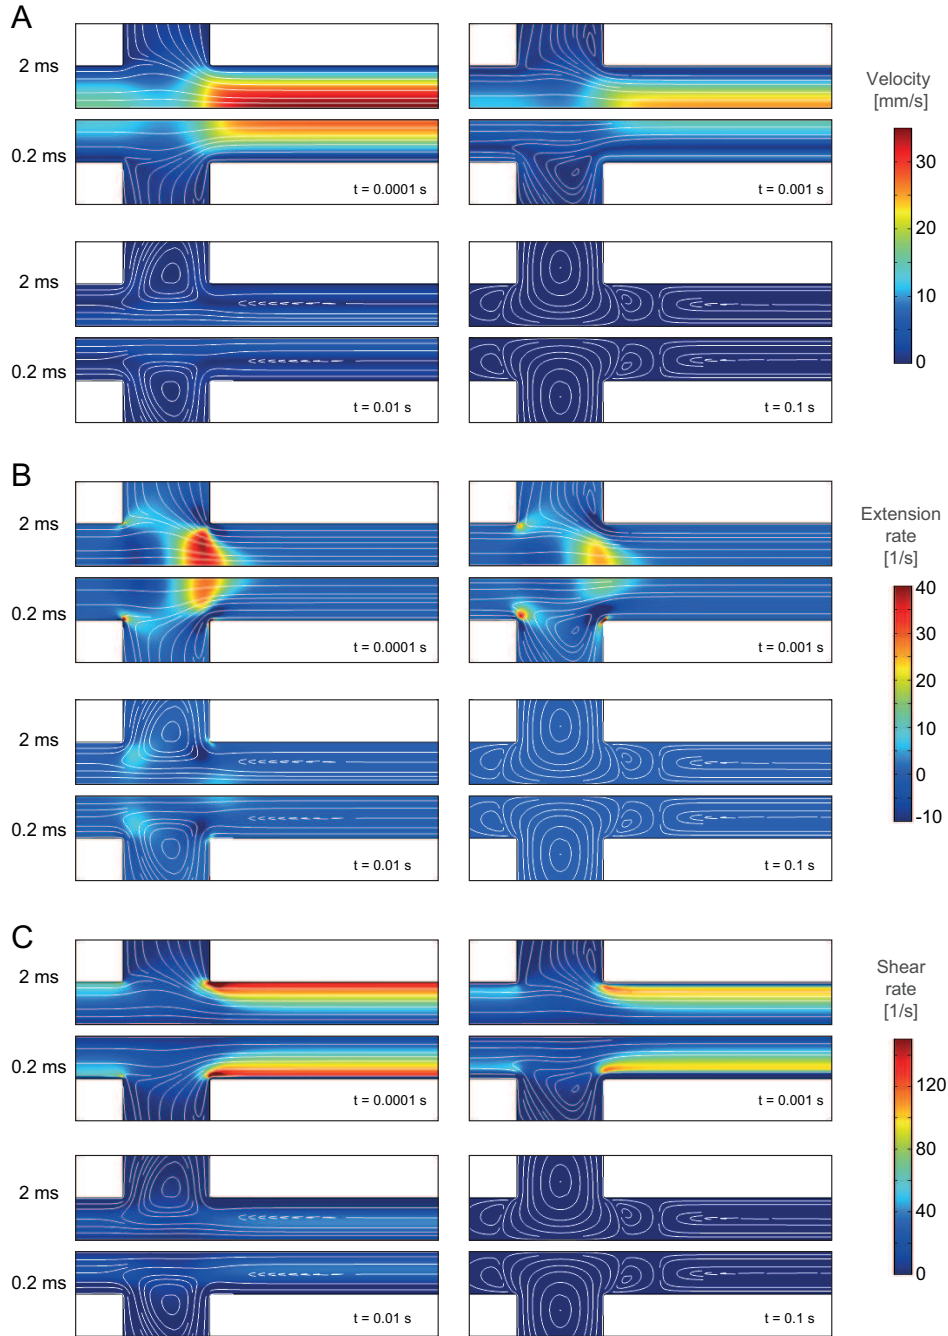 A
2 ms
0.2 ms
t = 0.0001 s
t = 0.001 s
Velocity
[mm/s]
30
20
10
0
2 ms
0.2 ms
t = 0.01 s
t = 0.1 s
B
2 ms
0.2 ms
t = 0.0001 s
t = 0.001 s
Extension
rate
[1/s]
40
30
20
10
0
-10
2 ms
0.2 ms
t = 0.01 s
t = 0.1 s
C
2 ms
0.2 ms
t = 0.0001 s
t = 0.001 s
Shear
rate
[1/s]
120
80
40
0
2 ms
0.2 ms
t = 0.01 s
t = 0.1 s